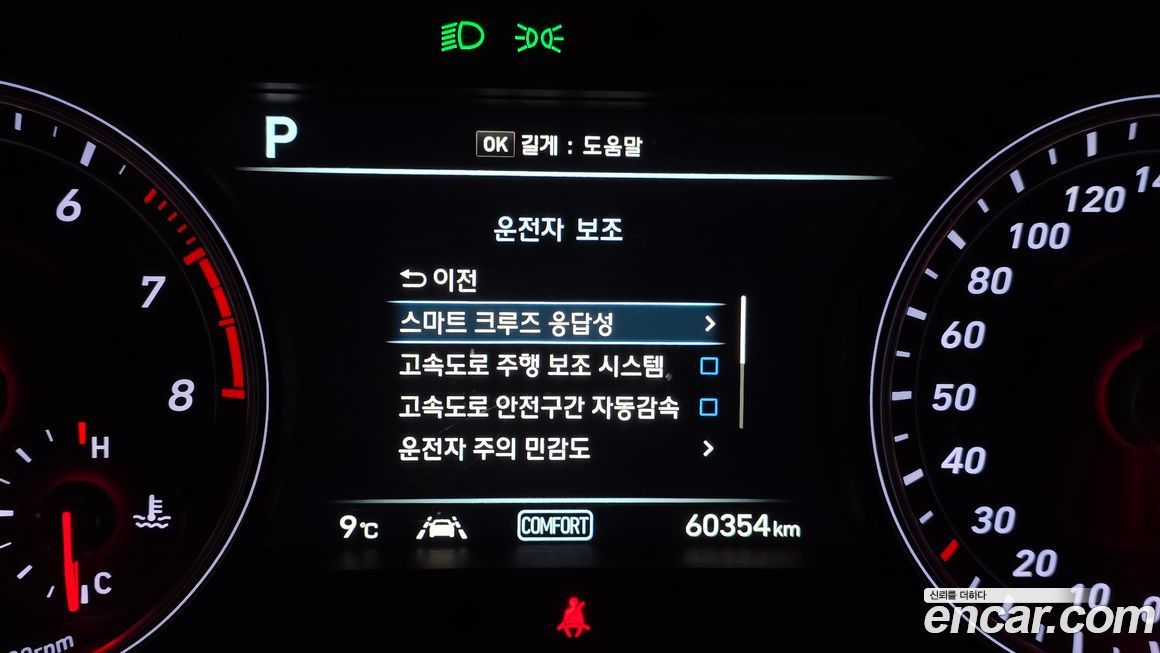 P
OK 길게 : 도움말
운전자 보조
이전
스마트 크루즈 응답성
고속도로 주행 보조 시스템
고속도로 안전구간 자동감속
운전자 주의 민감도
9℃
COMFORT
60354km
6
7
8
H
C
120
100
80
60
50
40
30
20
10
0
신뢰를 더하다
encar.com